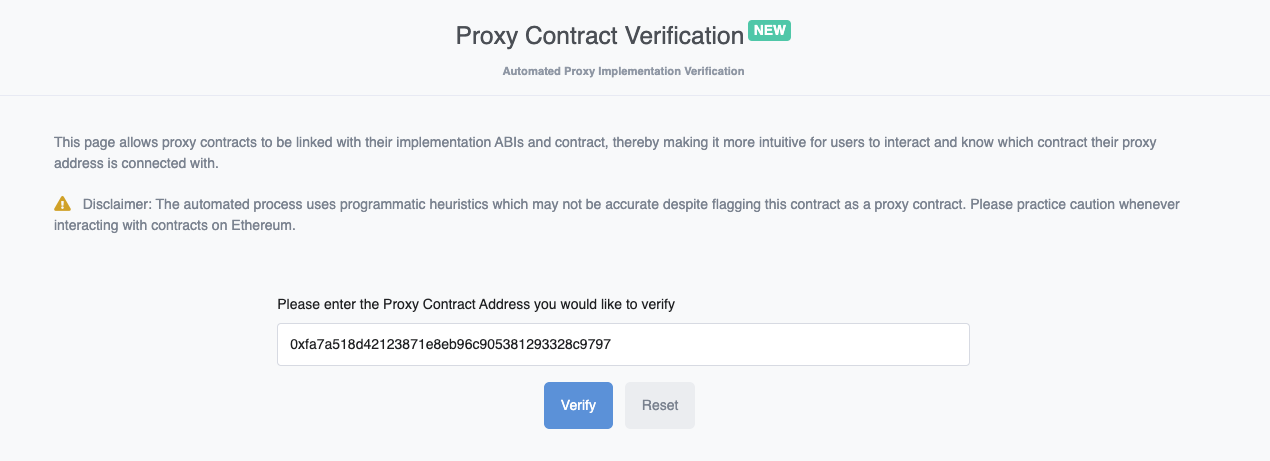 Proxy Contract Verification NEW
Automated Proxy Implementation Verification
This page allows proxy contracts to be linked with their implementation ABIs and contract, thereby making it more intuitive for users to interact and know which contract their proxy
address is connected with.
Disclaimer: The automated process uses programmatic heuristics which may not be accurate despite flagging this contract as a proxy contract. Please practice caution whenever
interacting with contracts on Ethereum.
Please enter the Proxy Contract Address you would like to verify
0xfa7a518d42123871e8eb96c905381293328c9797
Verify Reset